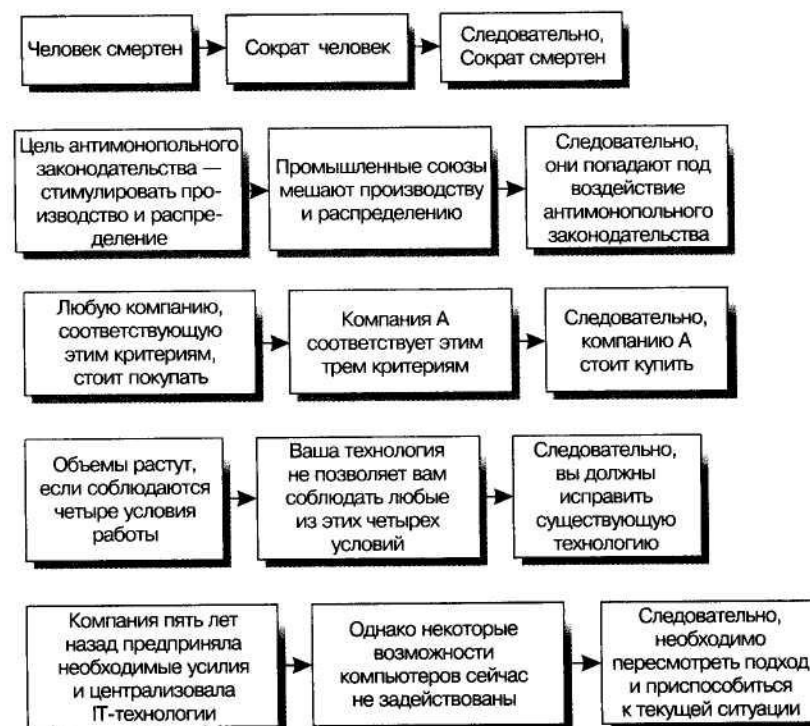 Человек смертен
Сократ человек
Следовательно,
Сократ смертен
Цель антимонопольного
законодательства —
стимулировать про-
изводство и распре-
деление
Промышленные союзы
мешают производству
и распределению
Следовательно,
они попадают под
воздействие
антимонопольного
законодательства
Любую компанию,
соответствующую
этим критериям,
стоит покупать
Компания А
соответствует этим
трем критериям
Следовательно,
компанию А
стоит купить
Объемы растут,
если соблюдаются
четыре условия
работы
Ваша технология
не позволяет вам
соблюдать любые
из этих четырех
условий
Следовательно,
вы должны
исправить
существующую
технологию
Компания пять лет
назад предприняла
необходимые усилия
и централизовала
IT-технологии
Однако некоторые
возможности
компьютеров сейчас
не задействованы
Следовательно,
необходимо
пересмотреть подход
и приспособиться
к текущей ситуации